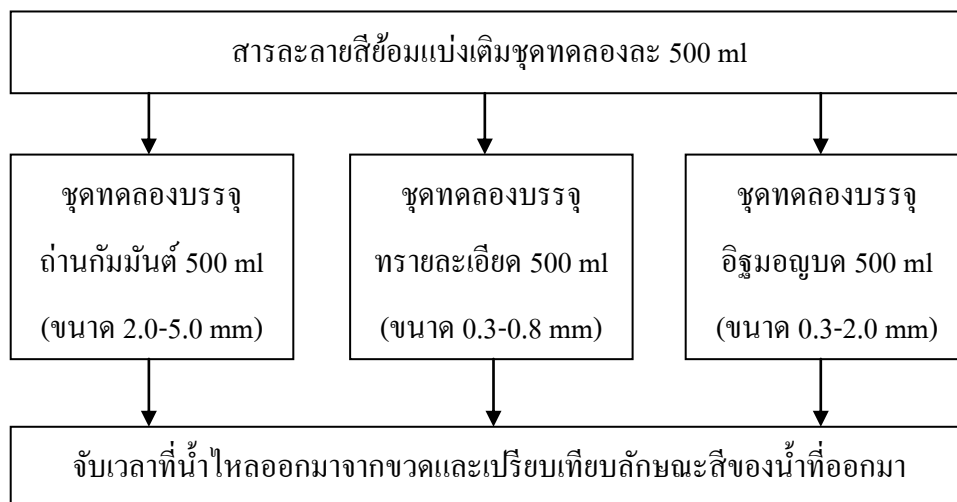 สารละลายสีย้อมแบ่งเติมชุดทดลองละ 500 ml
ชุดทดลองบรรจุ
ถ่านกัมมันต์ 500 ml
(ขนาด 2.0-5.0 mm)
ชุดทดลองบรรจุ
ทรายละเอียด 500 ml
(ขนาด 0.3-0.8 mm)
ชุดทดลองบรรจุ
อิฐมอญบด 500 ml
(ขนาด 0.3-2.0 mm)
จับเวลาที่น้ำไหลออกมาจากขวดและเปรียบเทียบลักษณะสีของน้ำที่ออกมา